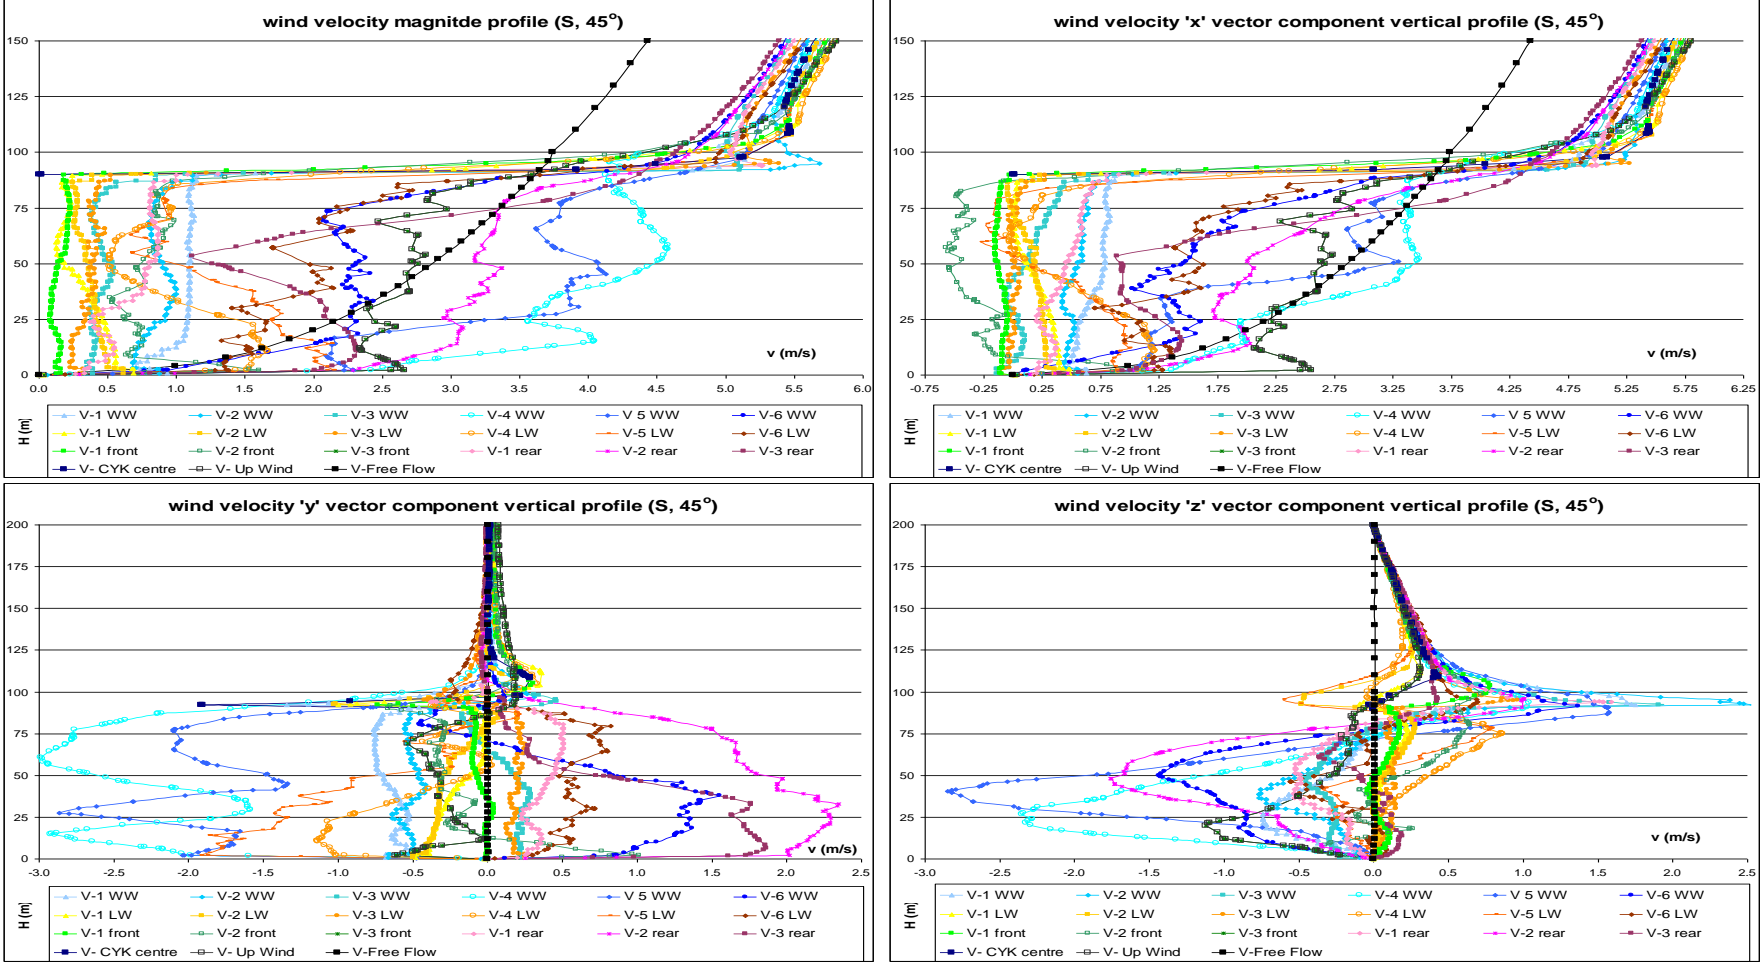 wind velocity magnitde profile (S, 45°)
150
125
100
75
50
25
0
0.0 0.5 1.0 1.5 2.0 2.5 3.0 3.5 4.0 4.5 5.0 5.5 6.0
v (m/s)
H (m)
V-1 WW V-2 WW V-3 WW V-4 WW V 5 WW V-6 WW
V-1 LW V-2 LW V-3 LW V-4 LW V-5 LW V-6 LW
V-1 front V-2 front V-3 front V-1 rear V-2 rear V-3 rear
V- CYK centre V- Up Wind V-Free Flow
wind velocity 'x' vector component vertical profile (S, 45°)
150
125
100
75
50
25
0
-0.75 -0.25 0.25 0.75 1.25 1.75 2.25 2.75 3.25 3.75 4.25 4.75 5.25 5.75 6.25
v (m/s)
H (m)
V-1 WW V-2 WW V-3 WW V-4 WW V 5 WW V-6 WW
V-1 LW V-2 LW V-3 LW V-4 LW V-5 LW V-6 LW
V-1 front V-2 front V-3 front V-1 rear V-2 rear V-3 rear
V- CYK centre V- Up Wind V-Free Flow
wind velocity 'y' vector component vertical profile (S, 45°)
200
175
150
125
100
75
50
25
0
-3.0 -2.5 -2.0 -1.5 -1.0 -0.5 0.0 0.5 1.0 1.5 2.0 2.5
v (m/s)
H (m)
V-1 WW V-2 WW V-3 WW V-4 WW V 5 WW V-6 WW
V-1 LW V-2 LW V-3 LW V-4 LW V-5 LW V-6 LW
V-1 front V-2 front V-3 front V-1 rear V-2 rear V-3 rear
V- CYK centre V- Up Wind V-Free Flow
wind velocity 'z' vector component vertical profile (S, 45°)
200
175
150
125
100
75
50
25
0
-3.0 -2.5 -2.0 -1.5 -1.0 -0.5 0.0 0.5 1.0 1.5 2.0 2.5
v (m/s)
H (m)
V-1 WW V-2 WW V-3 WW V-4 WW V 5 WW V-6 WW
V-1 LW V-2 LW V-3 LW V-4 LW V-5 LW V-6 LW
V-1 front V-2 front V-3 front V-1 rear V-2 rear V-3 rear
V- CYK centre V- Up Wind V-Free Flow